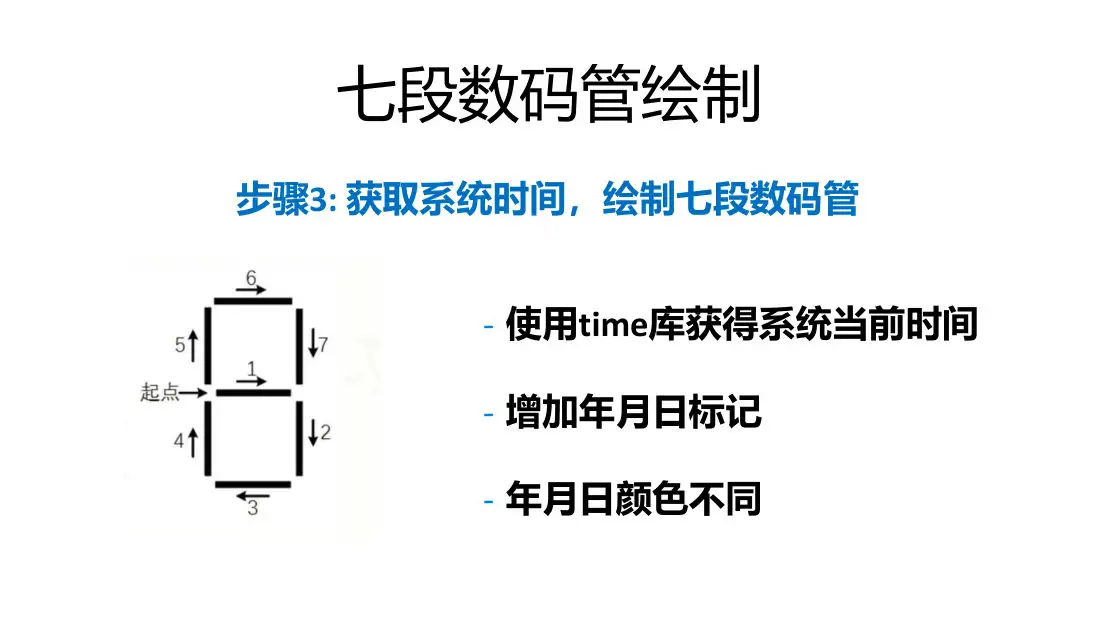 七段数码管绘制
步骤3: 获取系统时间，绘制七段数码管
6
5
7
1
起点
4
2
3
- 使用time库获得系统当前时间
- 增加年月日标记
- 年月日颜色不同